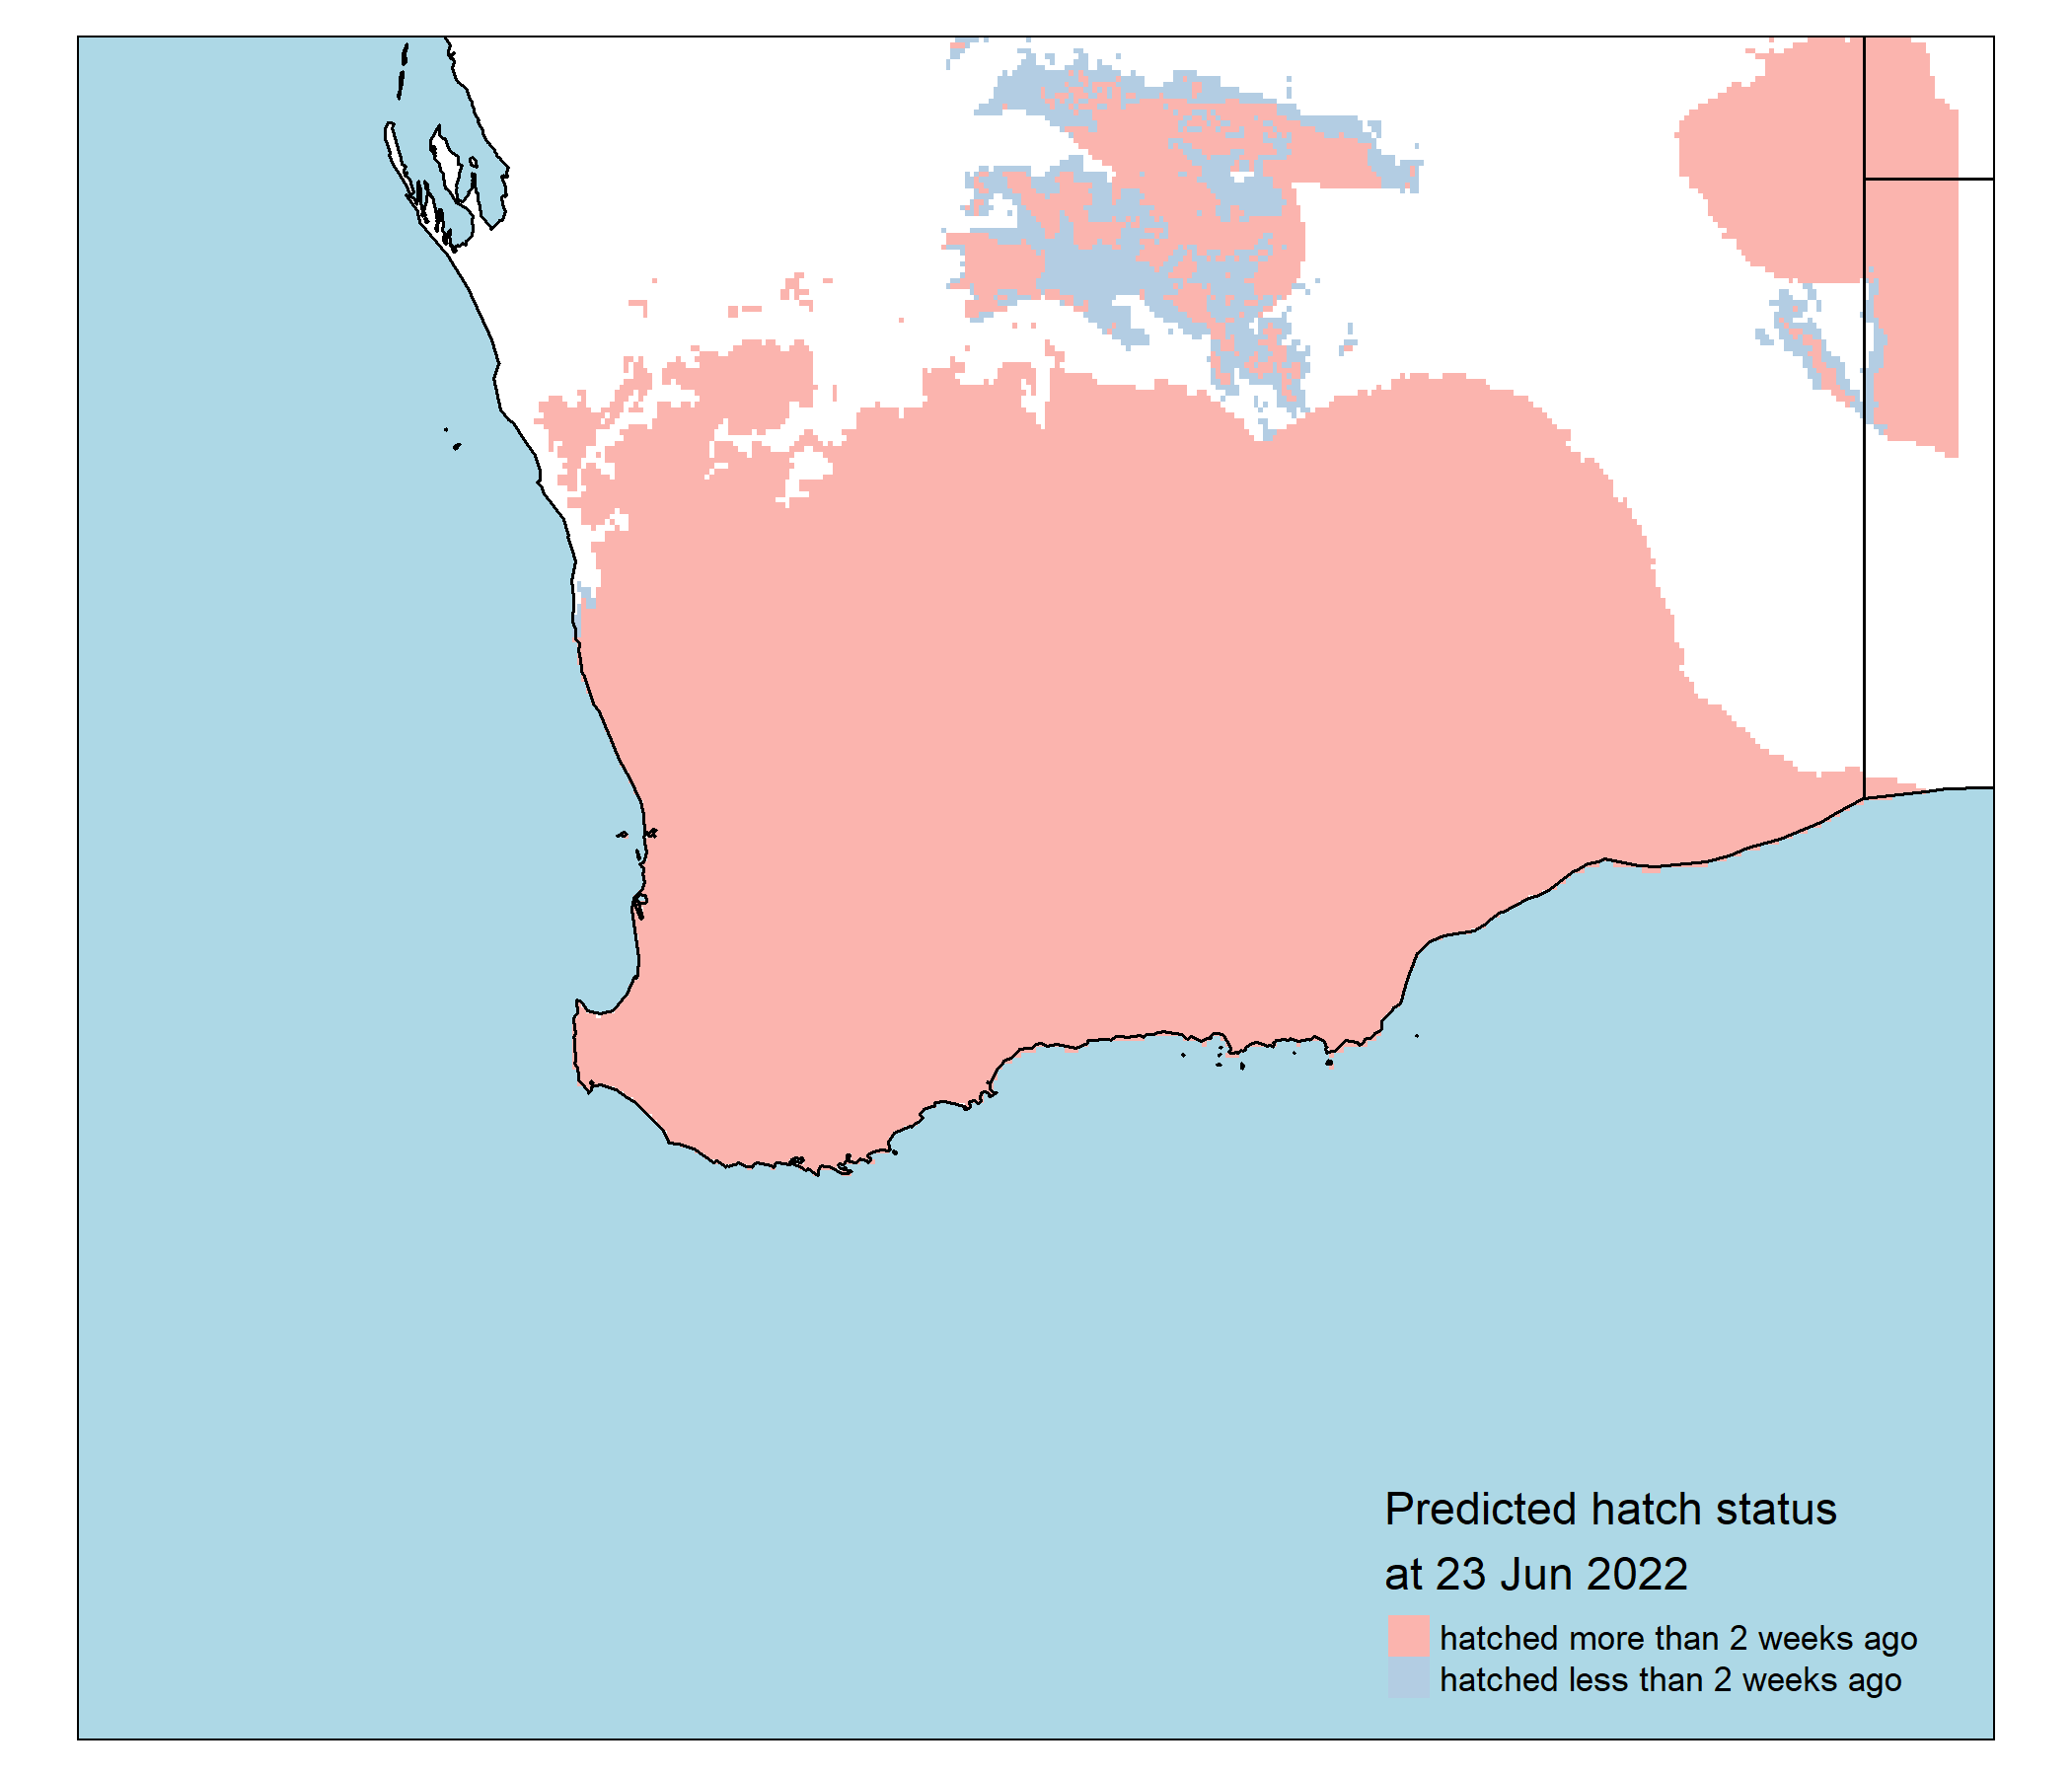 Predicted hatch status
at 23 Jun 2022
hatched more than 2 weeks ago
hatched less than 2 weeks ago